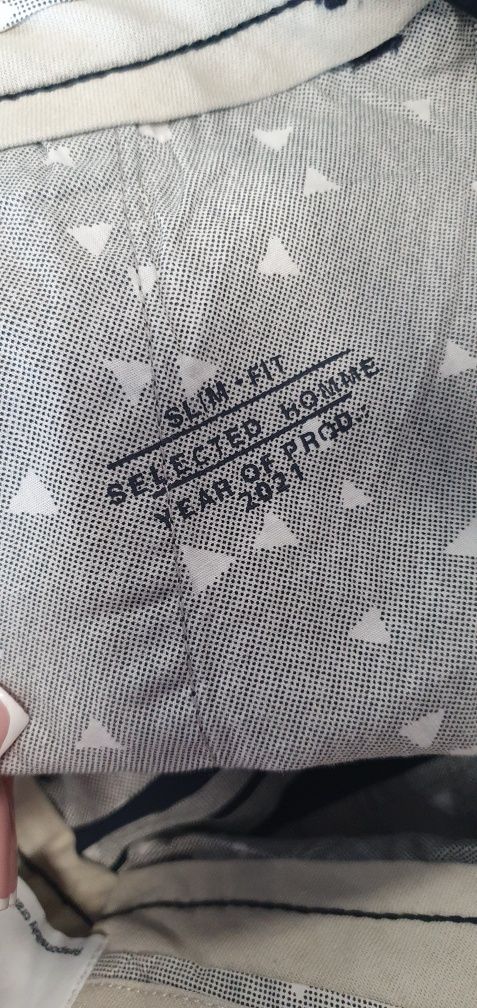 SLIM • FIT
SELECTED HOMME
YEAR OF PROD.
2021